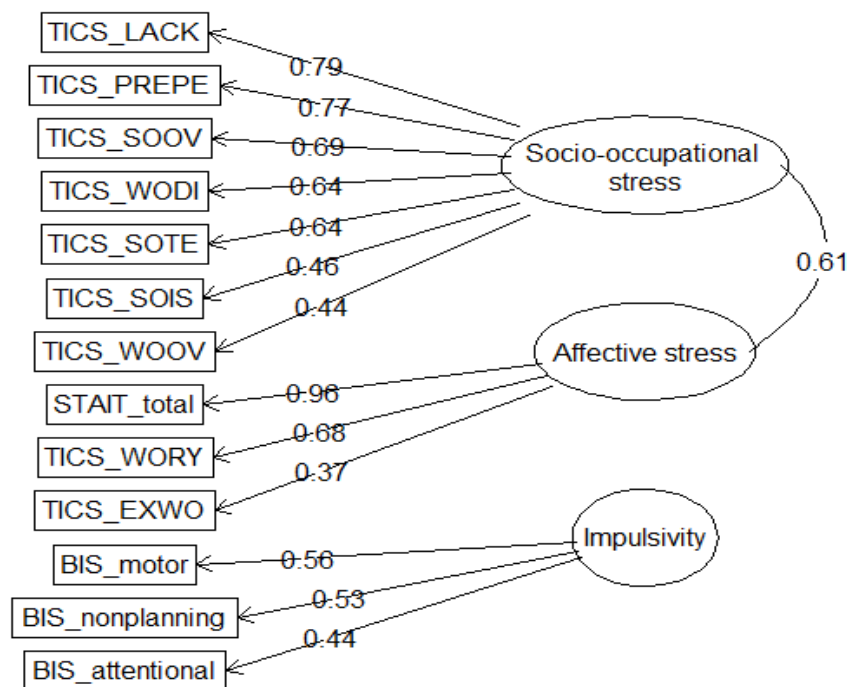 TICS_LACK
0.79
TICS_PREPE
0.77
TICS_SOOV
0.69
Socio-occupational
stress
TICS_WODI
0.64
TICS_SOTE
0.64
0.61
TICS_SOIS
0.46
TICS_WOOV
0.44
Affective stress
STAIT_total
0.96
TICS_WORY
0.68
TICS_EXWO
0.37
Impulsivity
BIS_motor
0.56
BIS_nonplanning
0.53
BIS_attentional
0.44